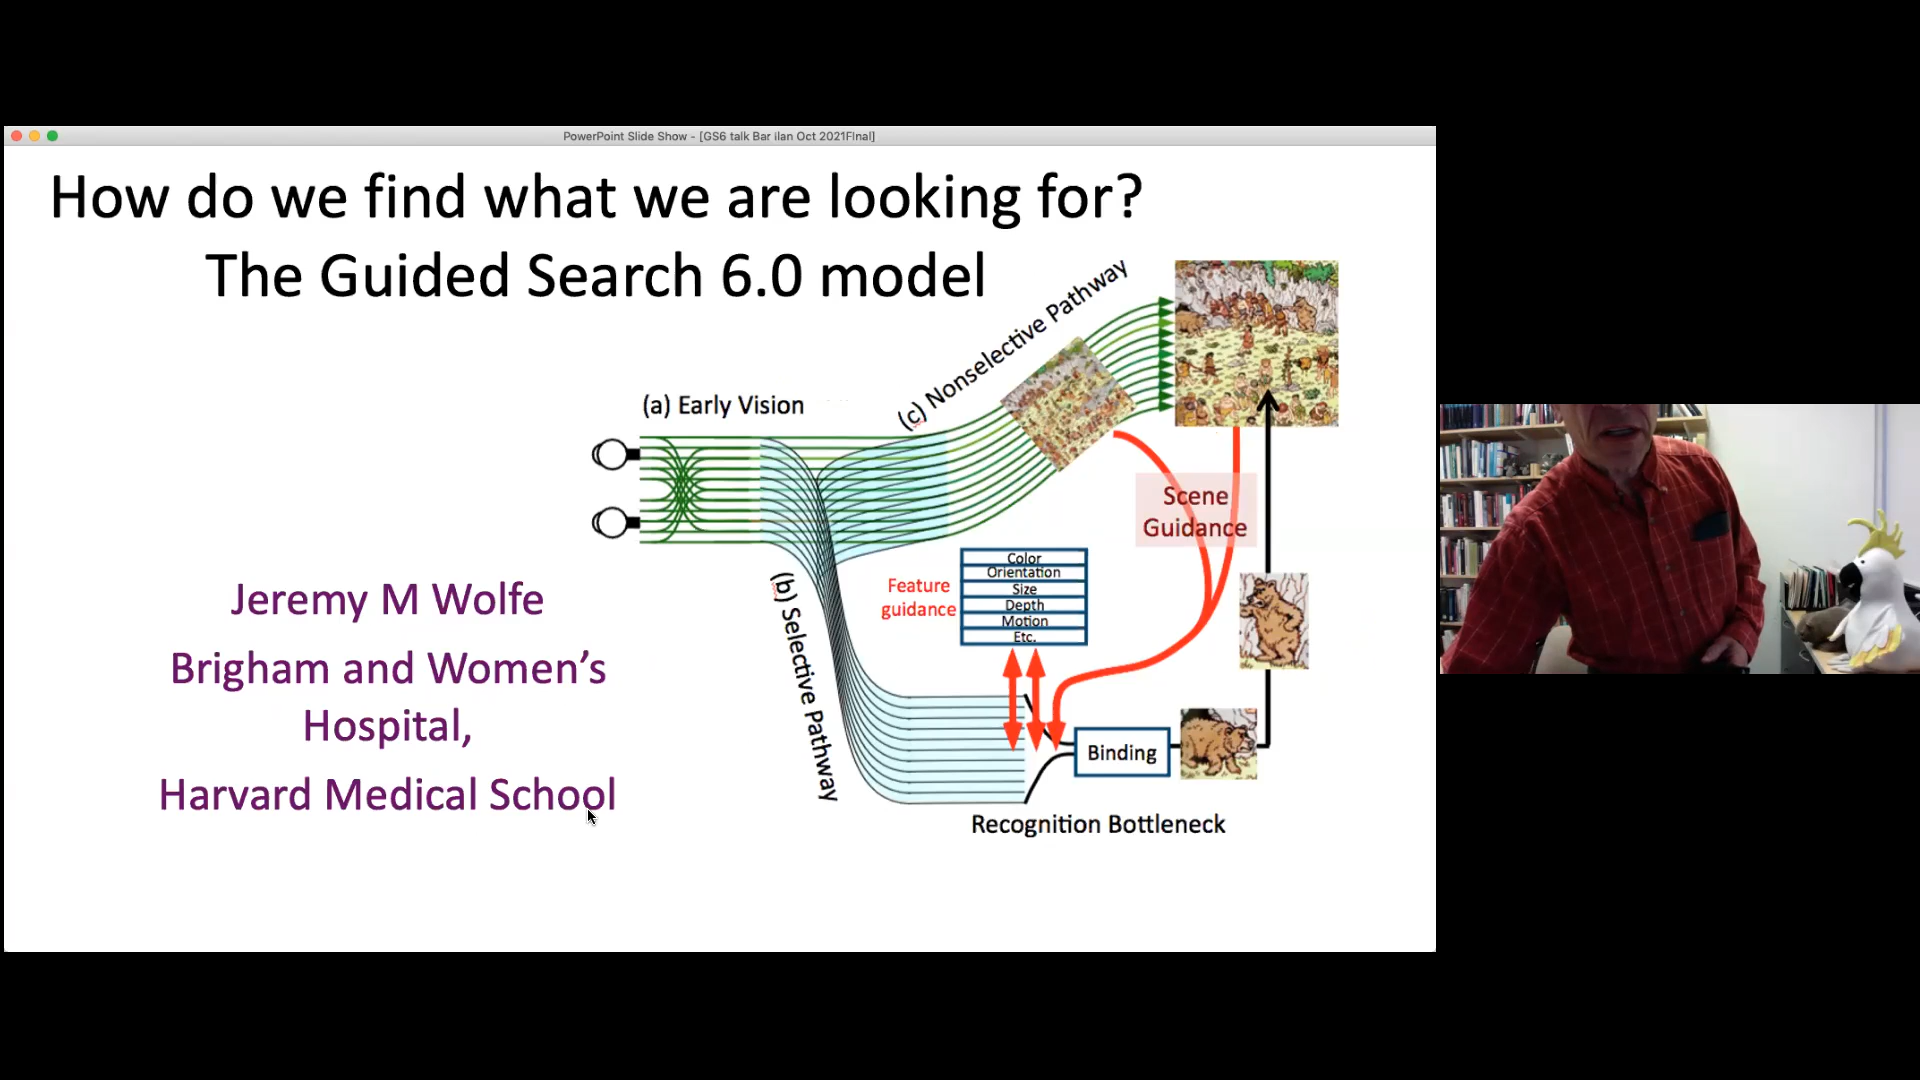 PowerPoint Slide Show - [GS6 talk Bar ilan Oct 2021FInal]
How do we find what we are looking for?
The Guided Search 6.0 model
(a) Early Vision
(c) Nonselective Pathway
Scene
Guidance
Feature
guidance
Color
Orientation
Size
Depth
Motion
Etc.
(b) Selective Pathway
Binding
Recognition Bottleneck
Jeremy M Wolfe
Brigham and Women’s
Hospital,
Harvard Medical School